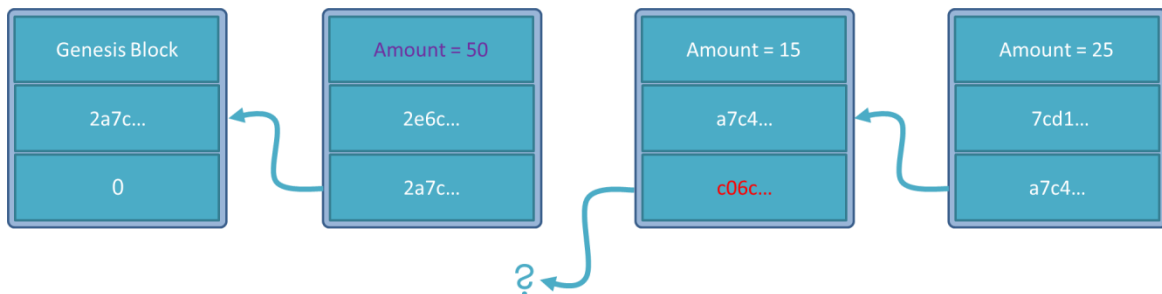 Genesis Block
2a7c...
0
Amount = 50
2e6c...
2a7c...
Amount = 15
a7c4...
c06c...
Amount = 25
7cd1...
a7c4...
?